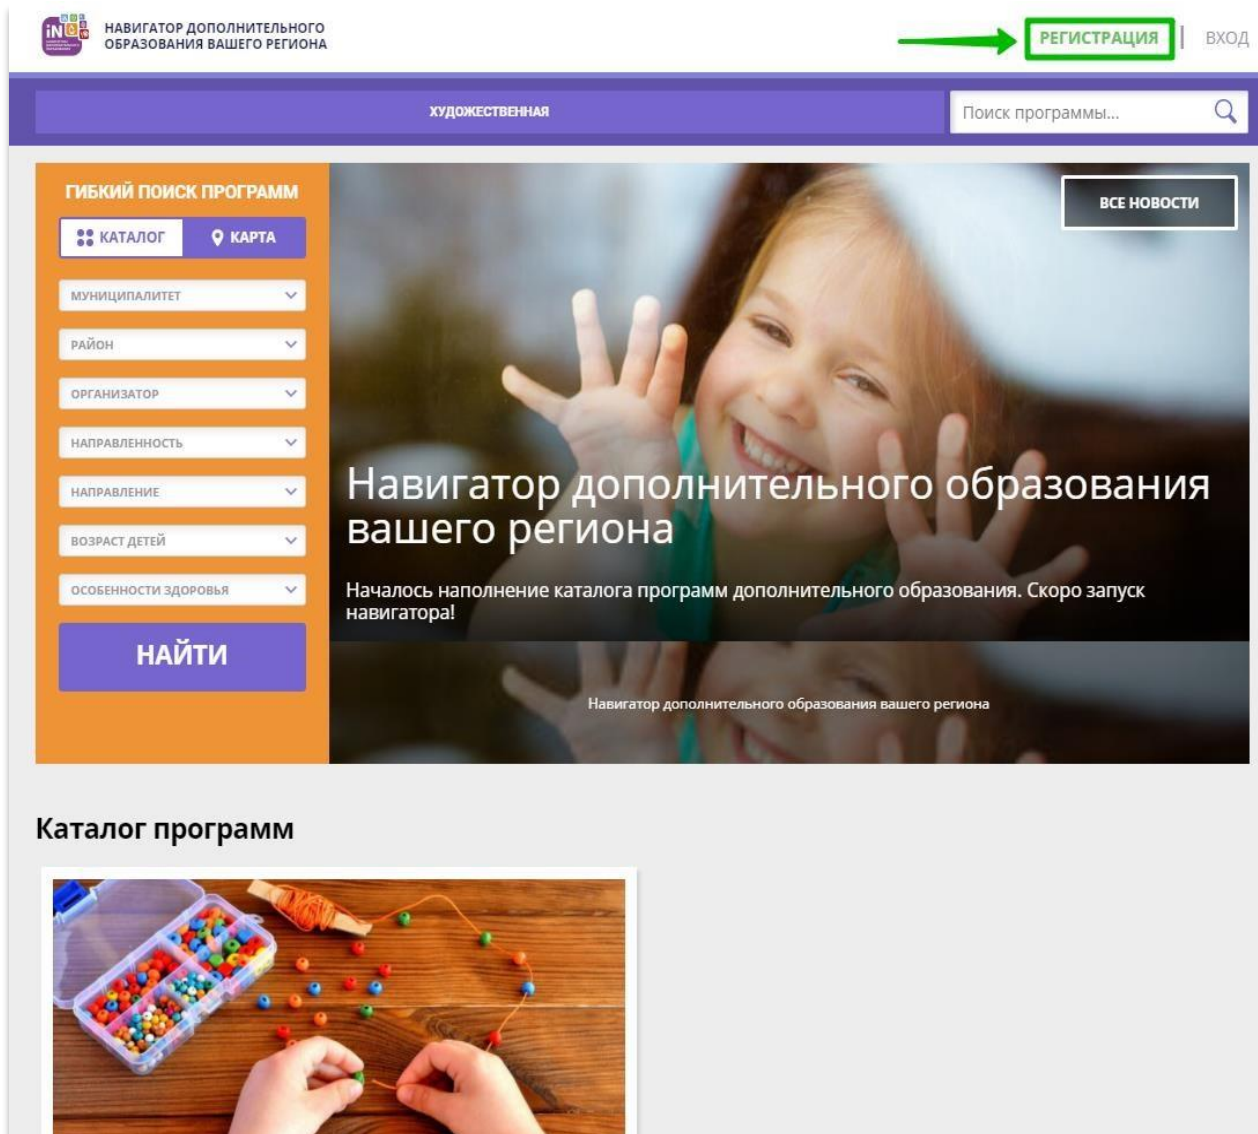 iN
НАВИГАТОР ДОПОЛНИТЕЛЬНОГО
ОБРАЗОВАНИЯ ВАШЕГО РЕГИОНА
РЕГИСТРАЦИЯ | ВХОД
ХУДОЖЕСТВЕННАЯ
Поиск программы...
ГИБКИЙ ПОИСК ПРОГРАММ
КАТАЛОГ
КАРТА
МУНИЦИПАЛИТЕТ
РАЙОН
ОРГАНИЗАТОР
НАПРАВЛЕННОСТЬ
НАПРАВЛЕНИЕ
ВОЗРАСТ ДЕТЕЙ
ОСОБЕННОСТИ ЗДОРОВЬЯ
НАЙТИ
ВСЕ НОВОСТИ
Навигатор дополнительного образования
вашего региона
Началось наполнение каталога программ дополнительного образования. Скоро запуск
навигатора!
Навигатор дополнительного образования вашего региона
Каталог программ